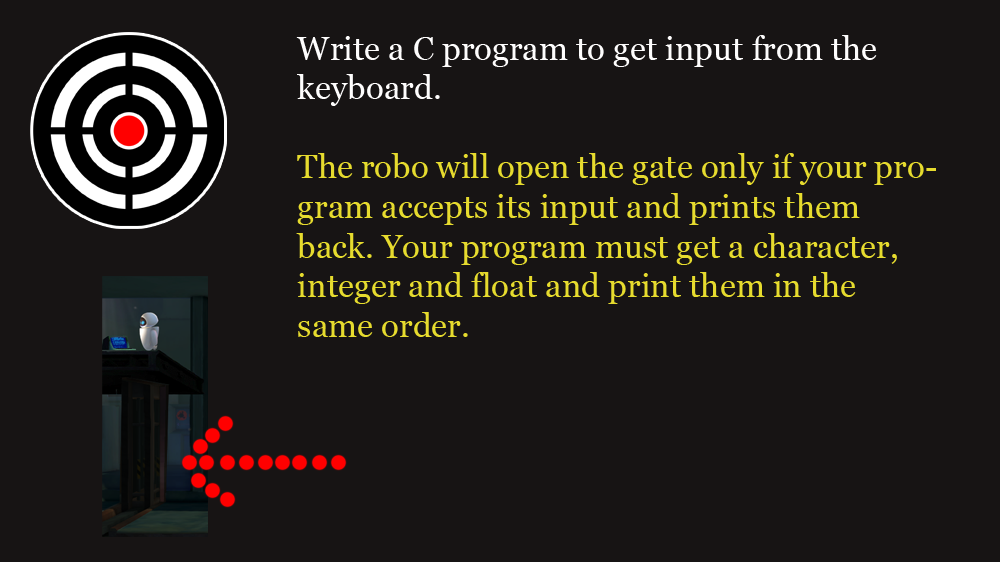 Write a C program to get input from the
keyboard.
The robo will open the gate only if your pro-
gram accepts its input and prints them
back. Your program must get a character,
integer and float and print them in the
same order.